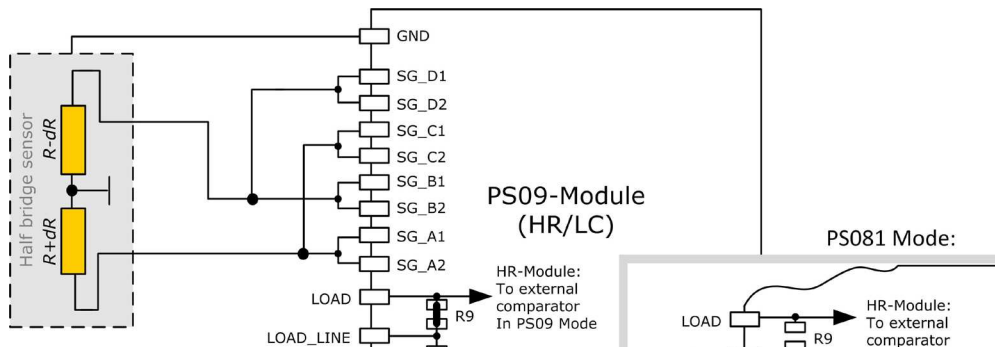 GND
SG_D1
SG_D2
SG_C1
SG_C2
SG_B1
SG_B2
SG_A1
SG_A2
LOAD
LOAD_LINE
Half bridge sensor
R-dR
R+dR
PS09-Module
(HR/LC)
HR-Module:
To external
comparator
In PS09 Mode
R9
PS081 Mode:
LOAD
HR-Module:
To external
comparator
R9